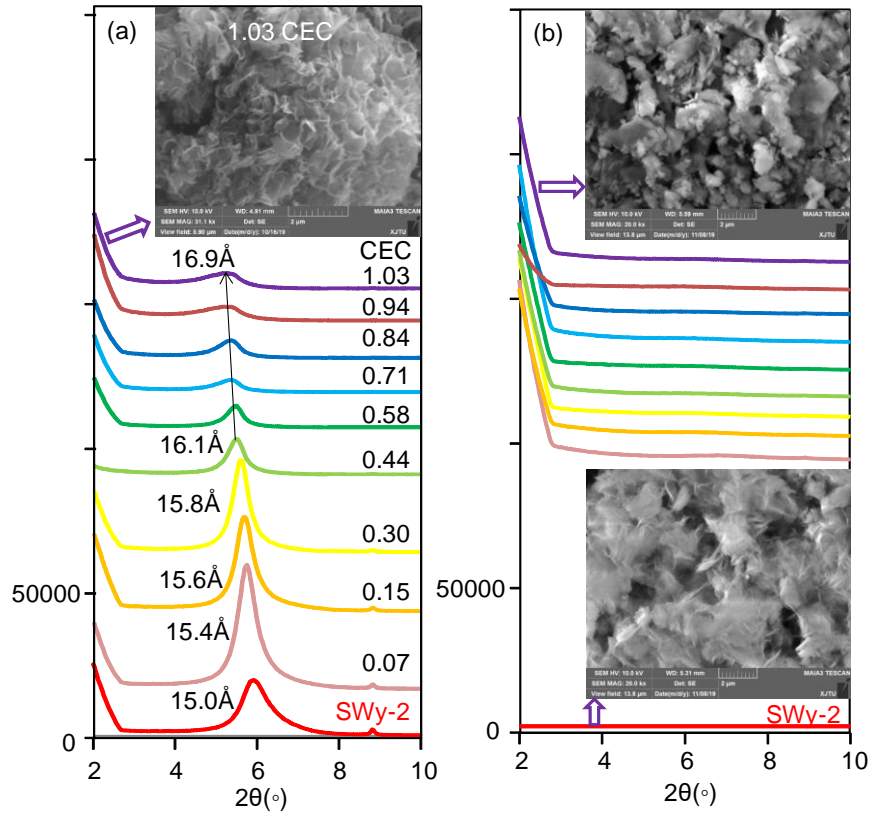 (a)
1.03 CEC
SEM HV: 10.0 kV
WD: 4.91 mm
MAIA3 TESCAN
SEM MAG: 31.1 kx
Det: SE
2 µm
View field: 8.90 µm
Date(m/d/y): 10/16/19
XJTU
CEC
16.9Å
1.03
0.94
0.84
0.71
0.58
16.1Å
0.44
15.8Å
0.30
15.6Å
0.15
15.4Å
0.07
15.0Å
SWy-2
50000
0
2
4
6
8
10
2θ(○)
(b)
SEM HV: 10.0 kV
WD: 5.09 mm
MAIA3 TESCAN
SEM MAG: 20.0 kx
Det: SE
2 µm
View field: 13.8 µm
Date(m/d/y): 11/08/19
XJTU
SEM HV: 10.0 kV
WD: 5.31 mm
MAIA3 TESCAN
SEM MAG: 20.0 kx
Det: SE
2 µm
View field: 13.8 µm
Date(m/d/y): 11/08/19
XJTU
SWy-2
50000
0
2
4
6
8
10
2θ(○)